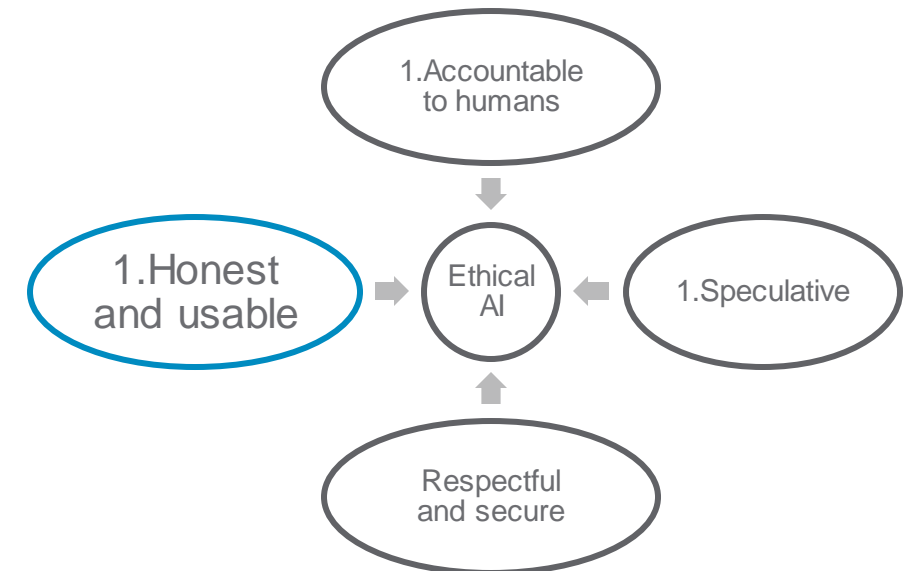 1.Accountable
to humans
1.Honest
and usable
Ethical
AI
1.Speculative
Respectful
and secure